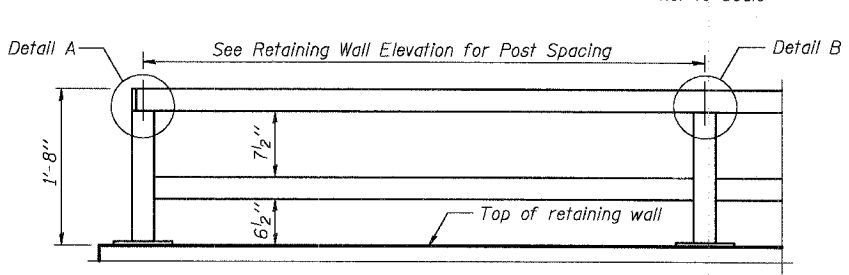 Detail A
See Retaining Wall Elevation for Post Spacing
Detail B
1'-8"
7½"
6½"
Top of retaining wall